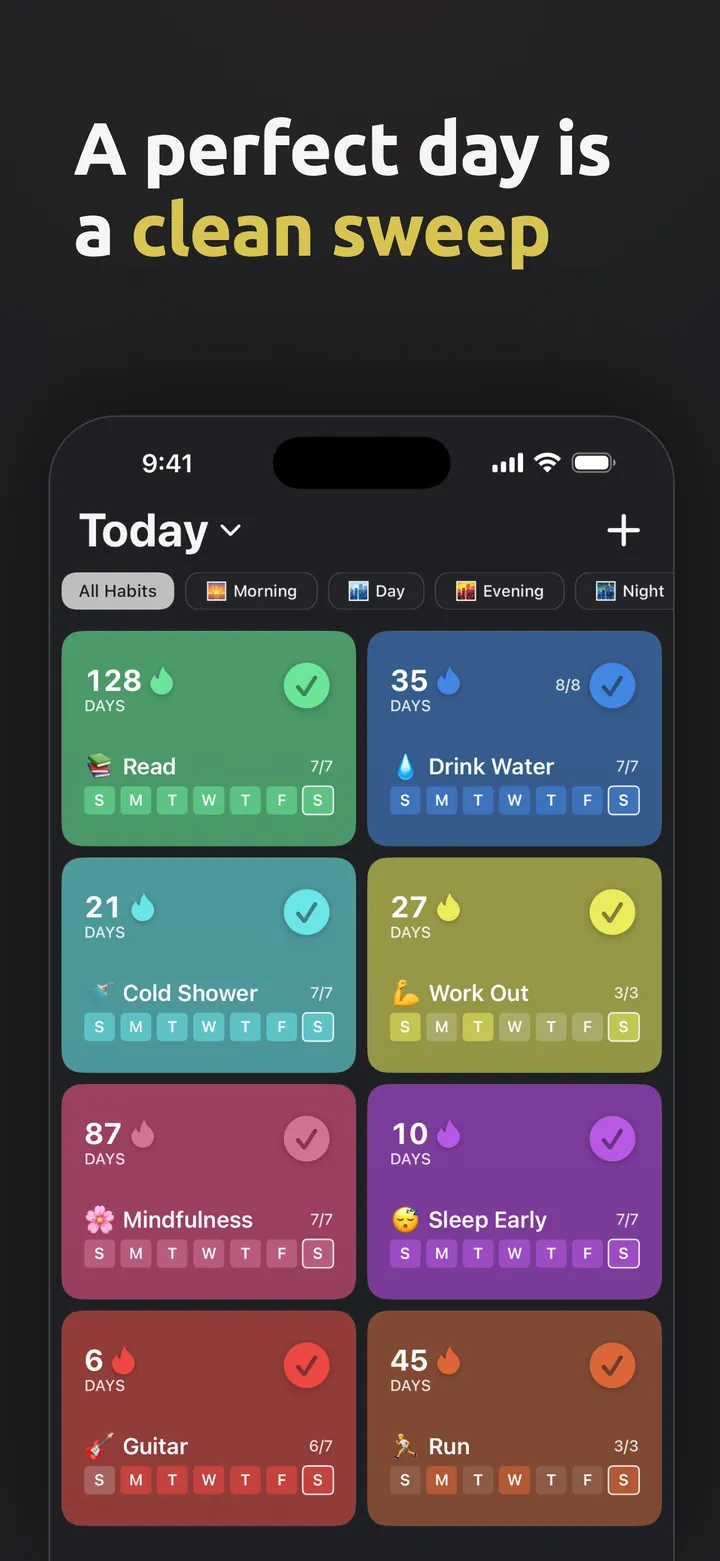 A perfect day is
a clean sweep
9:41
Today
All Habits Morning Day Evening Night
128 35 8/8
DAYS DAYS
Read 7/7 Drink Water 7/7
S M T W T F S S M T W T F S
21 27
DAYS DAYS
Cold Shower 7/7 Work Out 3/3
S M T W T F S S M T W T F S
87 10
DAYS DAYS
Mindfulness 7/7 Sleep Early 7/7
S M T W T F S S M T W T F S
6 45
DAYS DAYS
Guitar 6/7 Run 3/3
S M T W T F S S M T W T F S